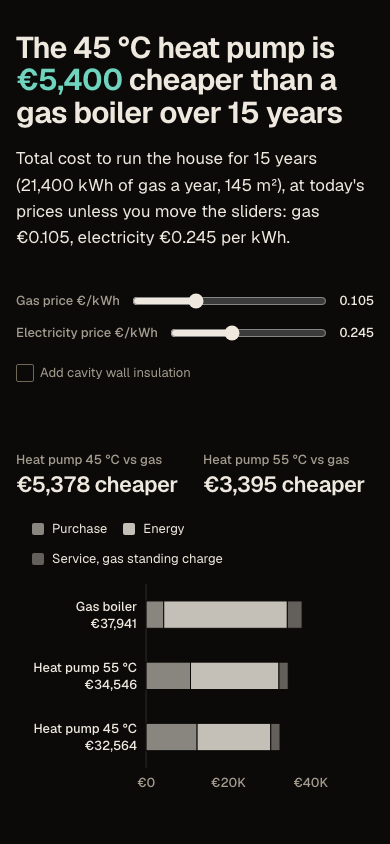 The 45 °C heat pump is
€5,400 cheaper than a
gas boiler over 15 years
Total cost to run the house for 15 years
(21,400 kWh of gas a year, 145 m²), at today's
prices unless you move the sliders: gas
€0.105, electricity €0.245 per kWh.
Gas price €/kWh 0.105
Electricity price €/kWh 0.245
Add cavity wall insulation
Heat pump 45 °C vs gas
€5,378 cheaper
Heat pump 55 °C vs gas
€3,395 cheaper
Purchase Energy
Service, gas standing charge
Gas boiler
€37,941
Heat pump 55 °C
€34,546
Heat pump 45 °C
€32,564
€0 €20K €40K